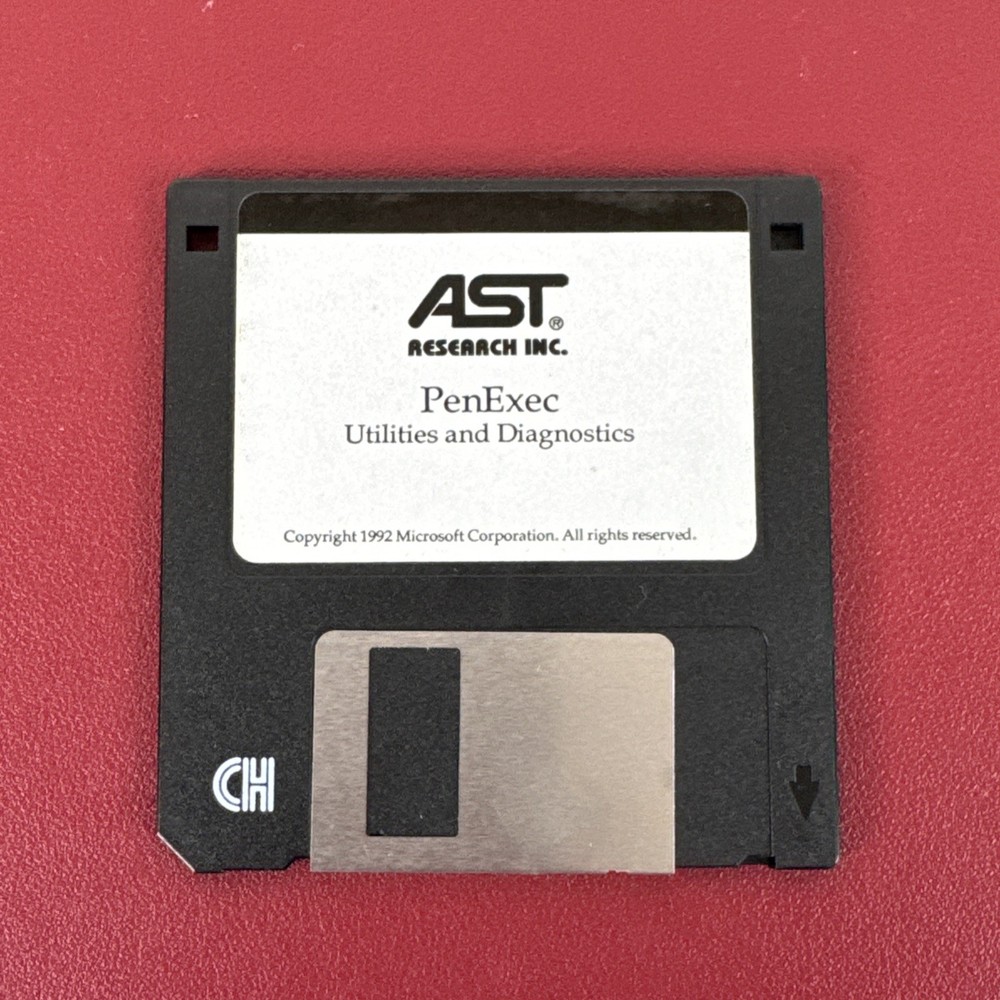 AST®
RESEARCH INC.
PenExec
Utilities and Diagnostics
Copyright 1992 Microsoft Corporation. All rights reserved.
CH